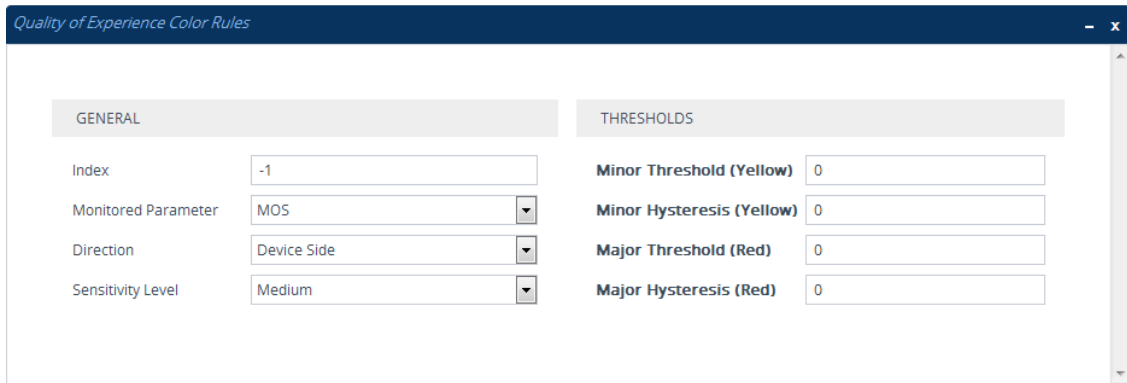 Quality of Experience Color Rules
– x
GENERAL
Index -1
Monitored Parameter MOS
Direction Device Side
Sensitivity Level Medium
THRESHOLDS
Minor Threshold (Yellow) 0
Minor Hysteresis (Yellow) 0
Major Threshold (Red) 0
Major Hysteresis (Red) 0